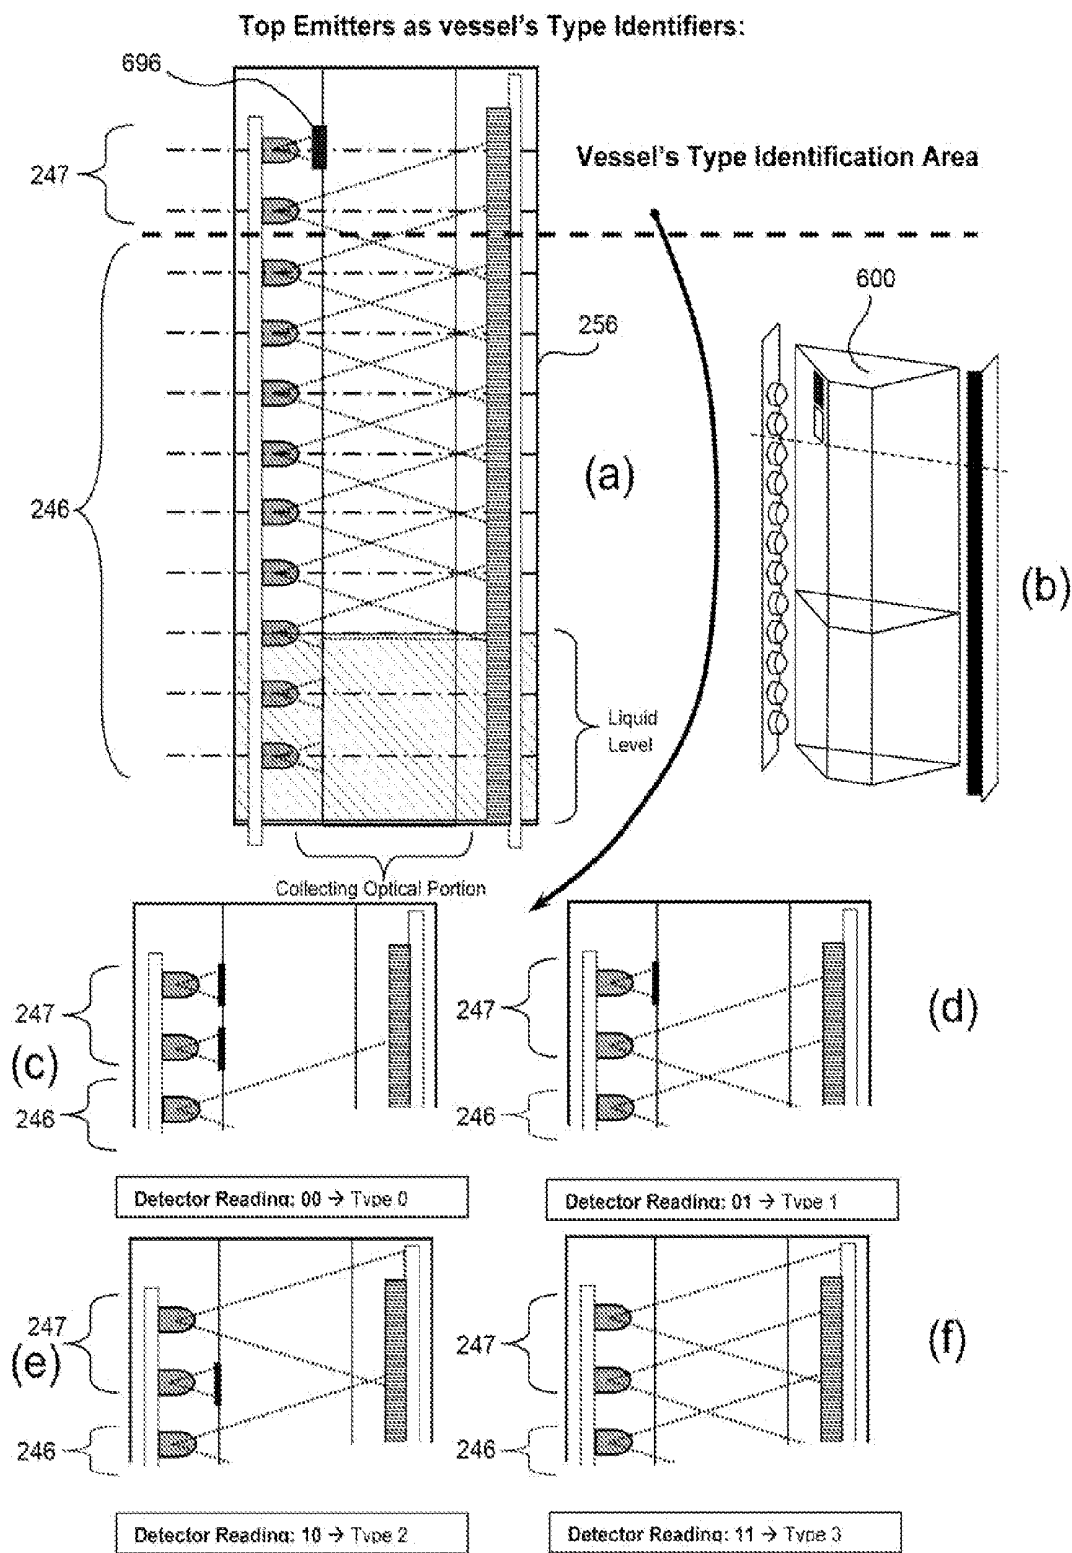 Top Emitters as vessel's Type Identifiers:
696
247
Vessel's Type Identification Area
600
256
(a)
246
(b)
Liquid
Level
Collecting Optical Portion
247
(c)
246
247
(d)
246
Detector Reading: 00 → Type 0
Detector Reading: 01 → Type 1
247
(e)
246
247
(f)
246
Detector Reading: 10 → Type 2
Detector Reading: 11 → Type 3